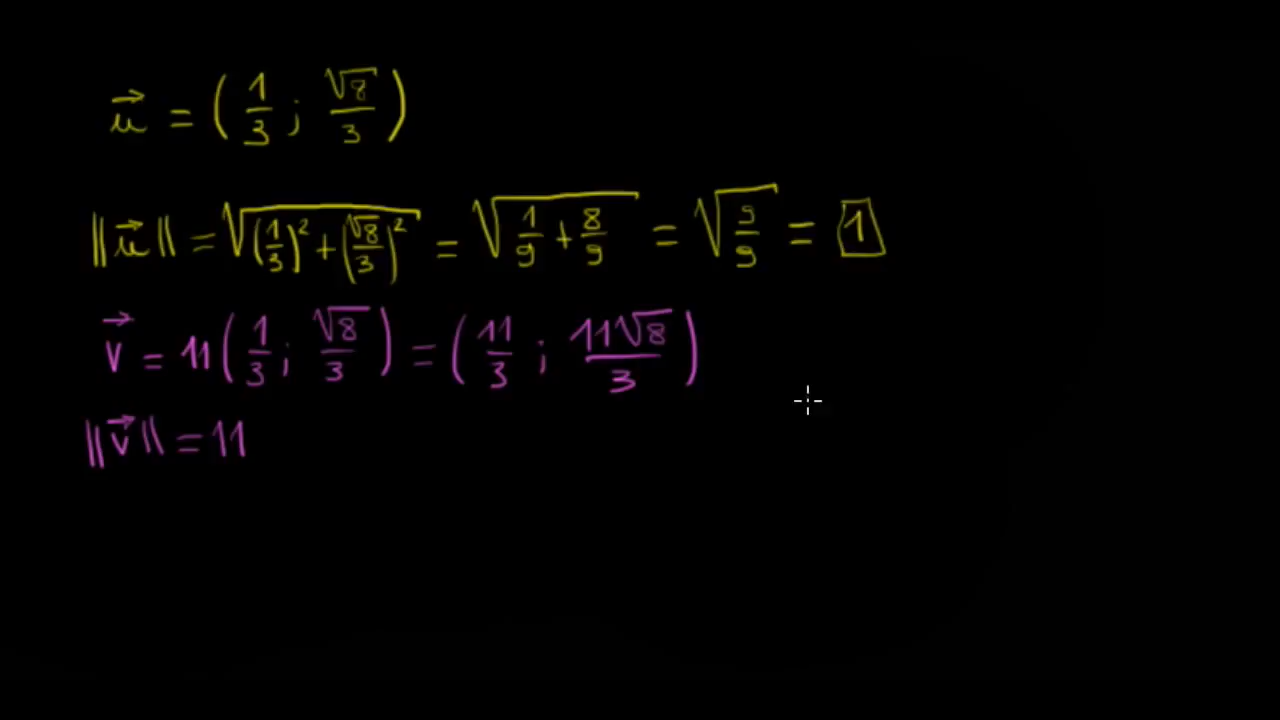 u⃗ = (1/3 ; √8/3)
||u⃗|| = √((1/3)² + (√8/3)²) = √(1/9 + 8/9) = √(9/9) = 1
v⃗ = 11(1/3 ; √8/3) = (11/3 ; 11√8/3)
||v⃗|| = 11